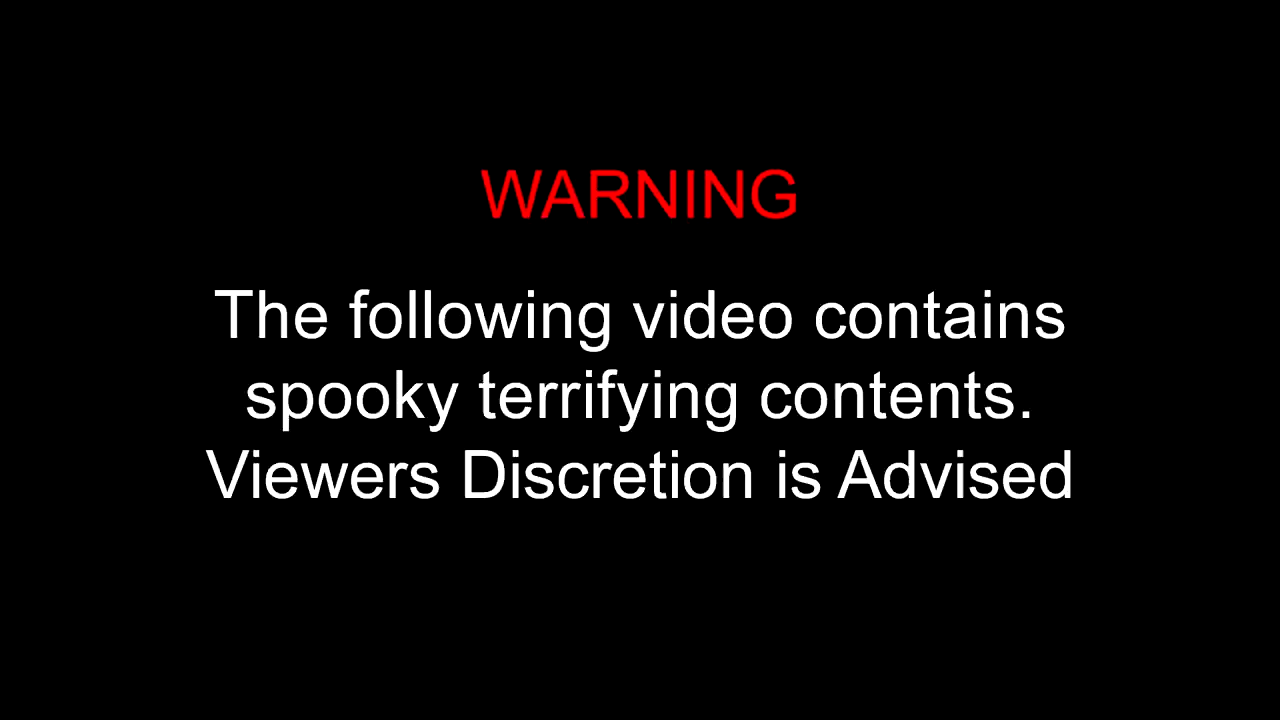 WARNING
The following video contains
spooky terrifying contents.
Viewers Discretion is Advised